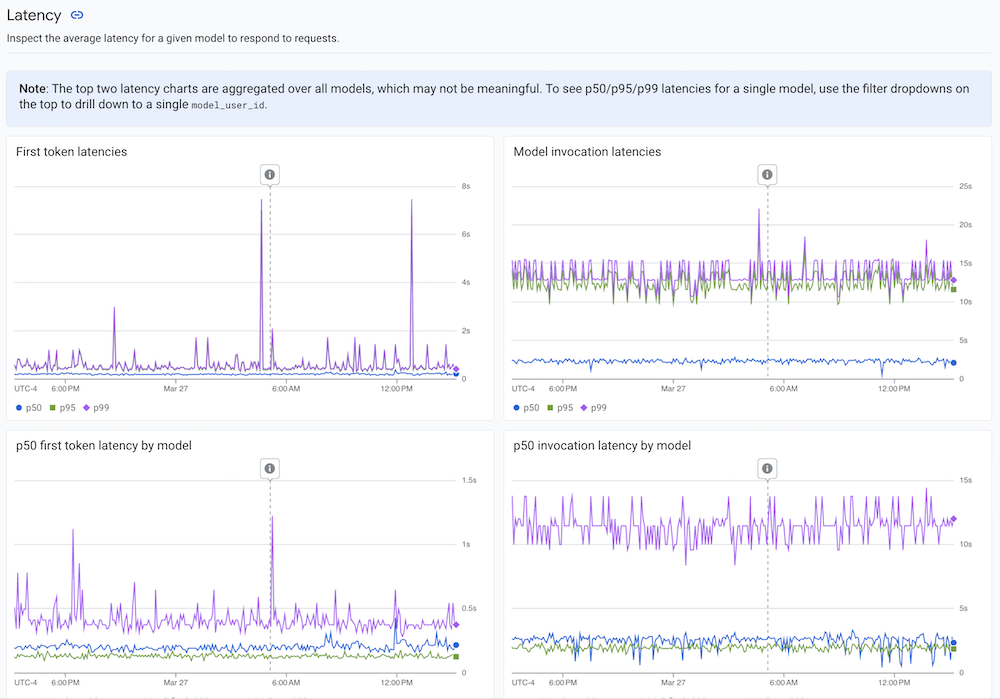 Latency
Inspect the average latency for a given model to respond to requests.
Note: The top two latency charts are aggregated over all models, which may not be meaningful. To see p50/p95/p99 latencies for a single model, use the filter dropdowns on
the top to drill down to a single model_user_id.
First token latencies
8s
6s
4s
2s
0
UTC-4 6:00 PM Mar 27 6:00 AM 12:00 PM
p50 p95 p99
Model invocation latencies
25s
20s
15s
10s
5s
0
UTC-4 6:00 PM Mar 27 6:00 AM 12:00 PM
p50 p95 p99
p50 first token latency by model
1.5s
1s
0.5s
0
UTC-4 6:00 PM Mar 27 6:00 AM 12:00 PM
p50 invocation latency by model
15s
10s
5s
0
UTC-4 6:00 PM Mar 27 6:00 AM 12:00 PM